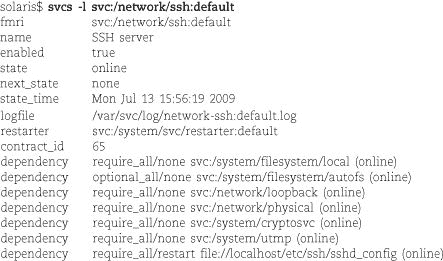 solaris$ svcs -l svc:/network/ssh:default
fmri svc:/network/ssh:default
name SSH server
enabled true
state online
next_state none
state_time Mon Jul 13 15:56:19 2009
logfile /var/svc/log/network-ssh:default.log
restarter svc:/system/svc/restarter:default
contract_id 65
dependency require_all/none svc:/system/filesystem/local (online)
dependency optional_all/none svc:/system/filesystem/autofs (online)
dependency require_all/none svc:/network/loopback (online)
dependency require_all/none svc:/network/physical (online)
dependency require_all/none svc:/system/cryptosvc (online)
dependency require_all/none svc:/system/utmp (online)
dependency require_all/restart file://localhost/etc/ssh/sshd_config (online)